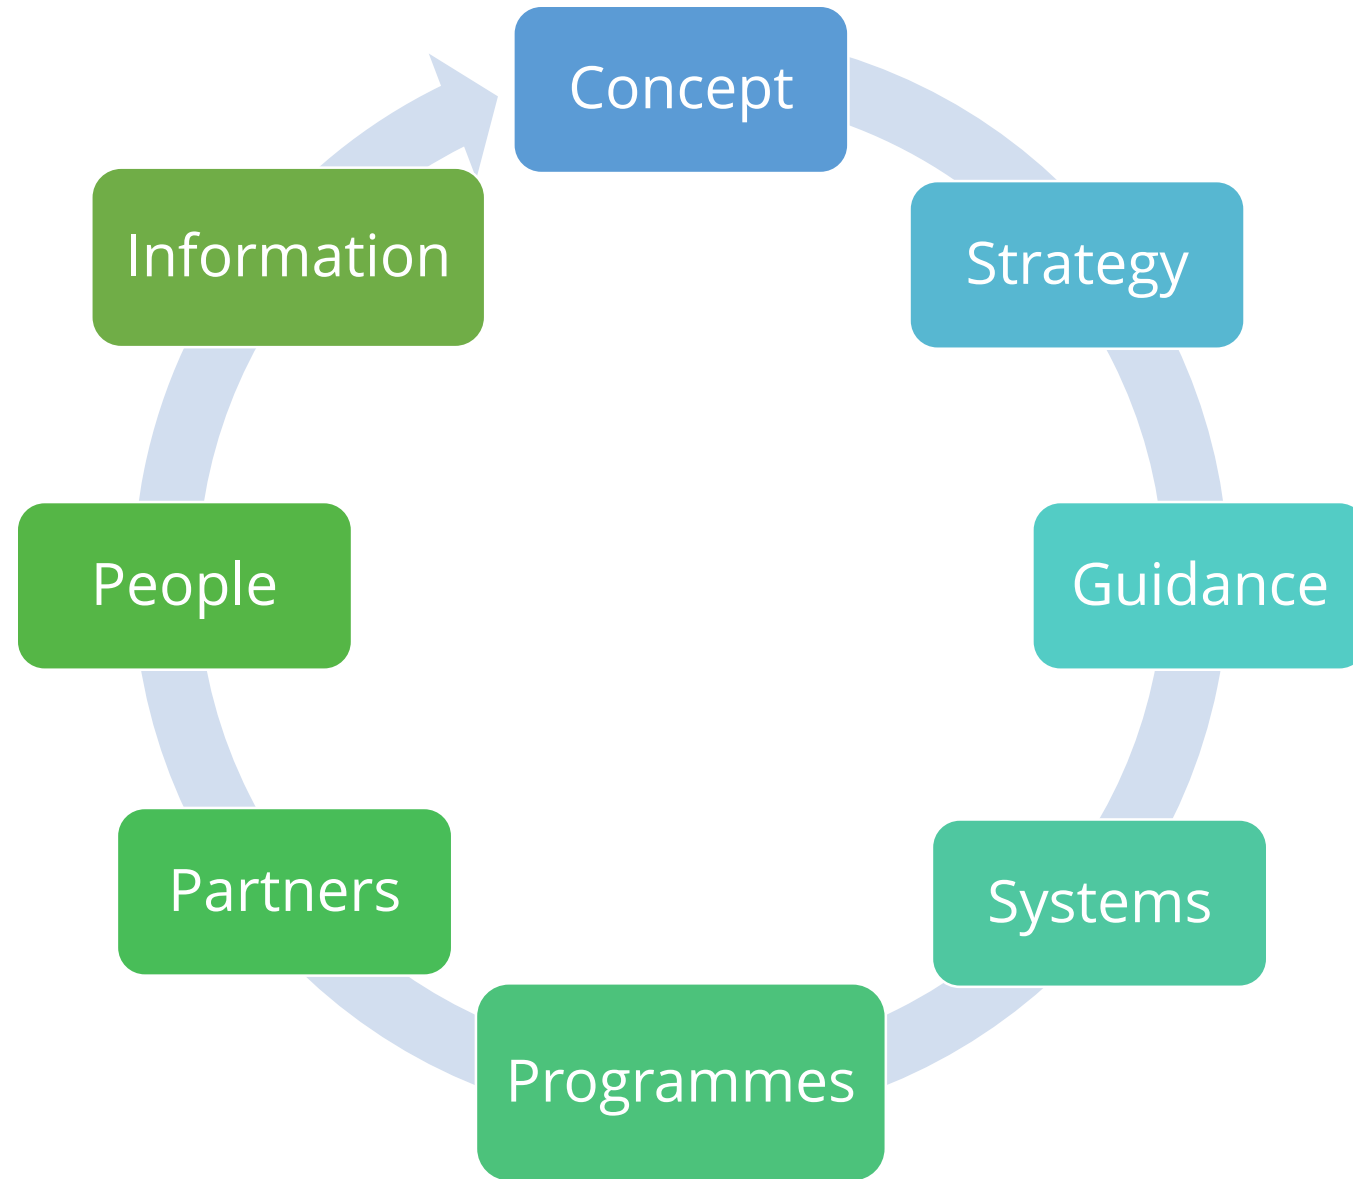 Concept
Strategy
Guidance
Systems
Programmes
Partners
People
Information